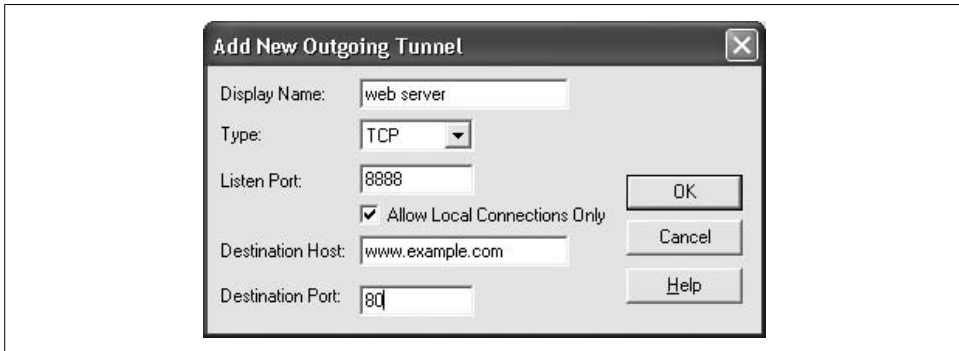 Add New Outgoing Tunnel
Display Name: web server
Type: TCP
Listen Port: 8888
Allow Local Connections Only
Destination Host: www.example.com
Destination Port: 80
OK
Cancel
Help